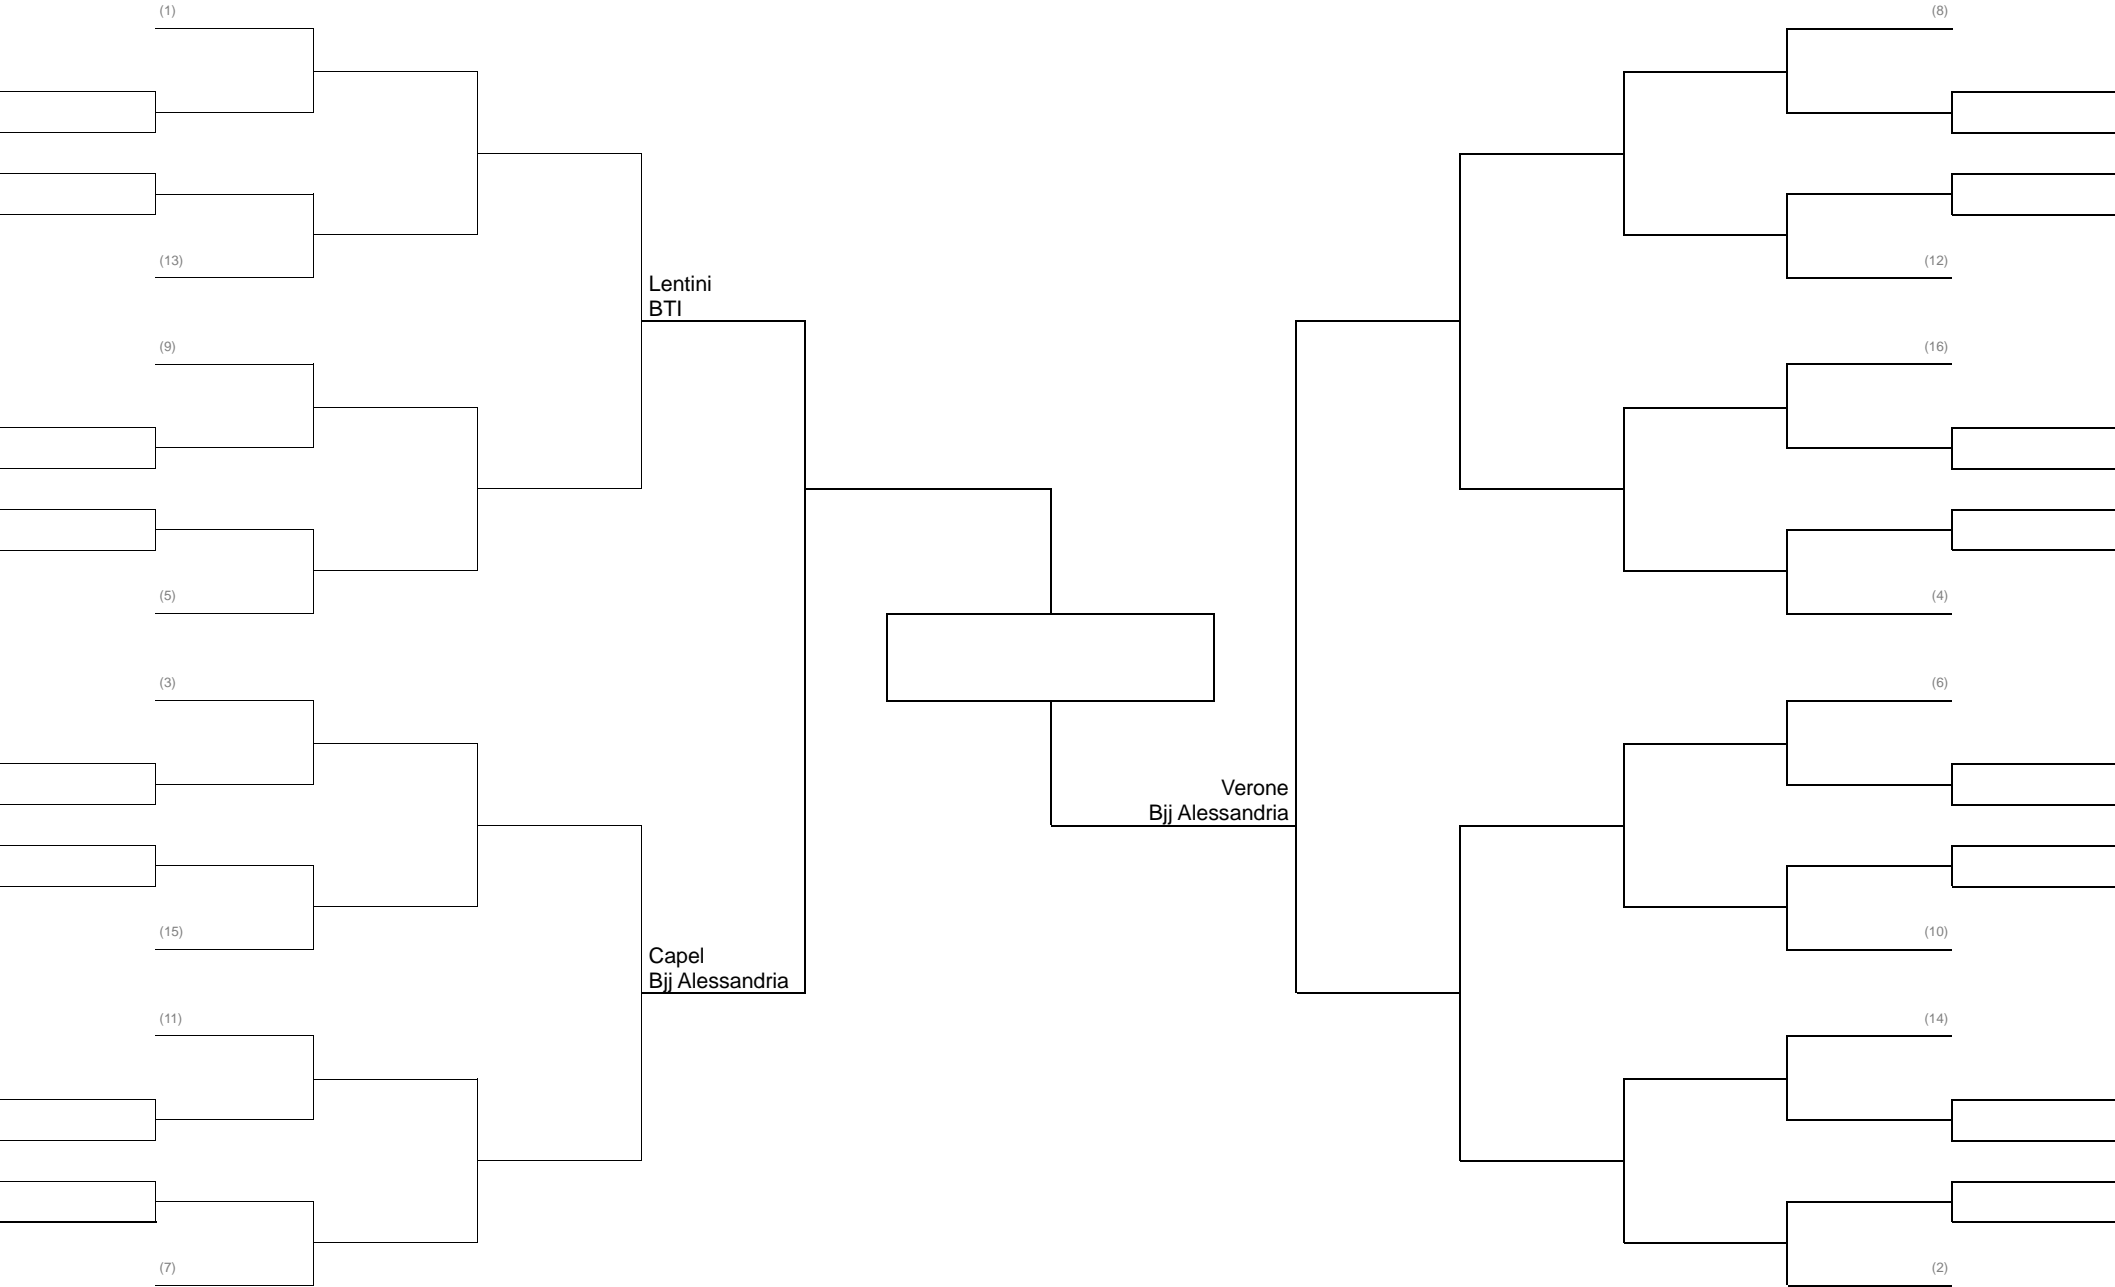 (1)
(8)
(13)
(12)
Lentini
BTI
(9)
(16)
(5)
(4)
(3)
(6)
Verone
Bjj Alessandria
(15)
(10)
Capel
Bjj Alessandria
(11)
(14)
(7)
(2)